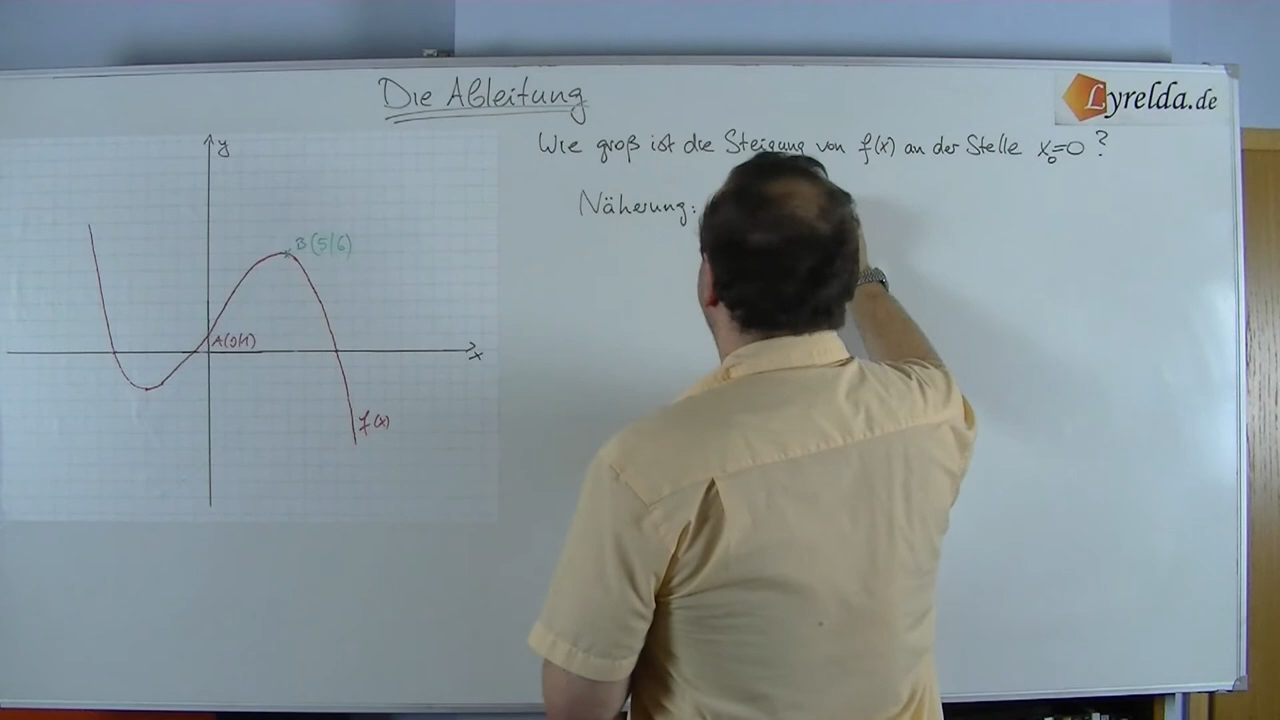 Die Ableitung
Lyrelda.de
Wie groß ist die Steigung von f(x) an der Stelle x₀=0?
Näherung:
y
B(5|6)
A(0|1)
x
f(x)